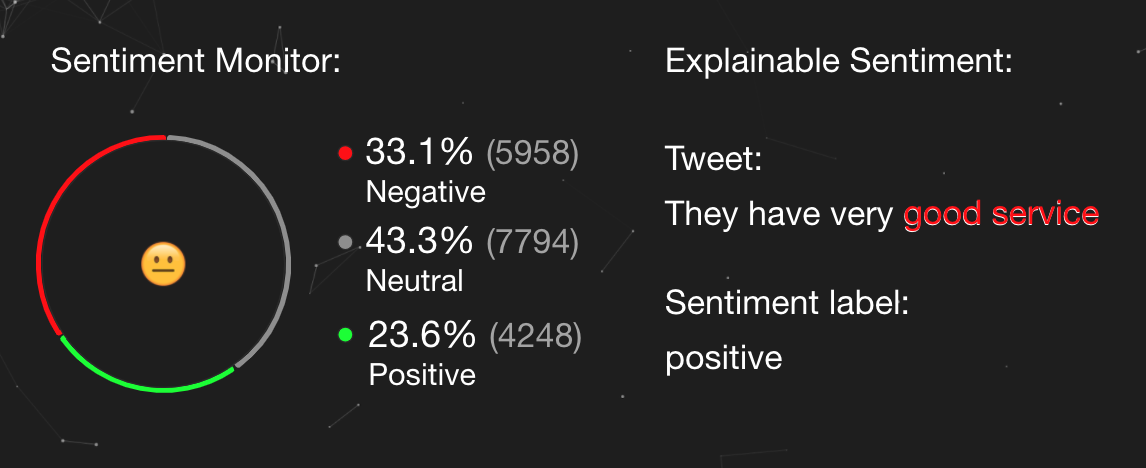 Sentiment Monitor:
33.1% (5958)
Negative
43.3% (7794)
Neutral
23.6% (4248)
Positive
Explainable Sentiment:
Tweet:
They have very good service
Sentiment label:
positive